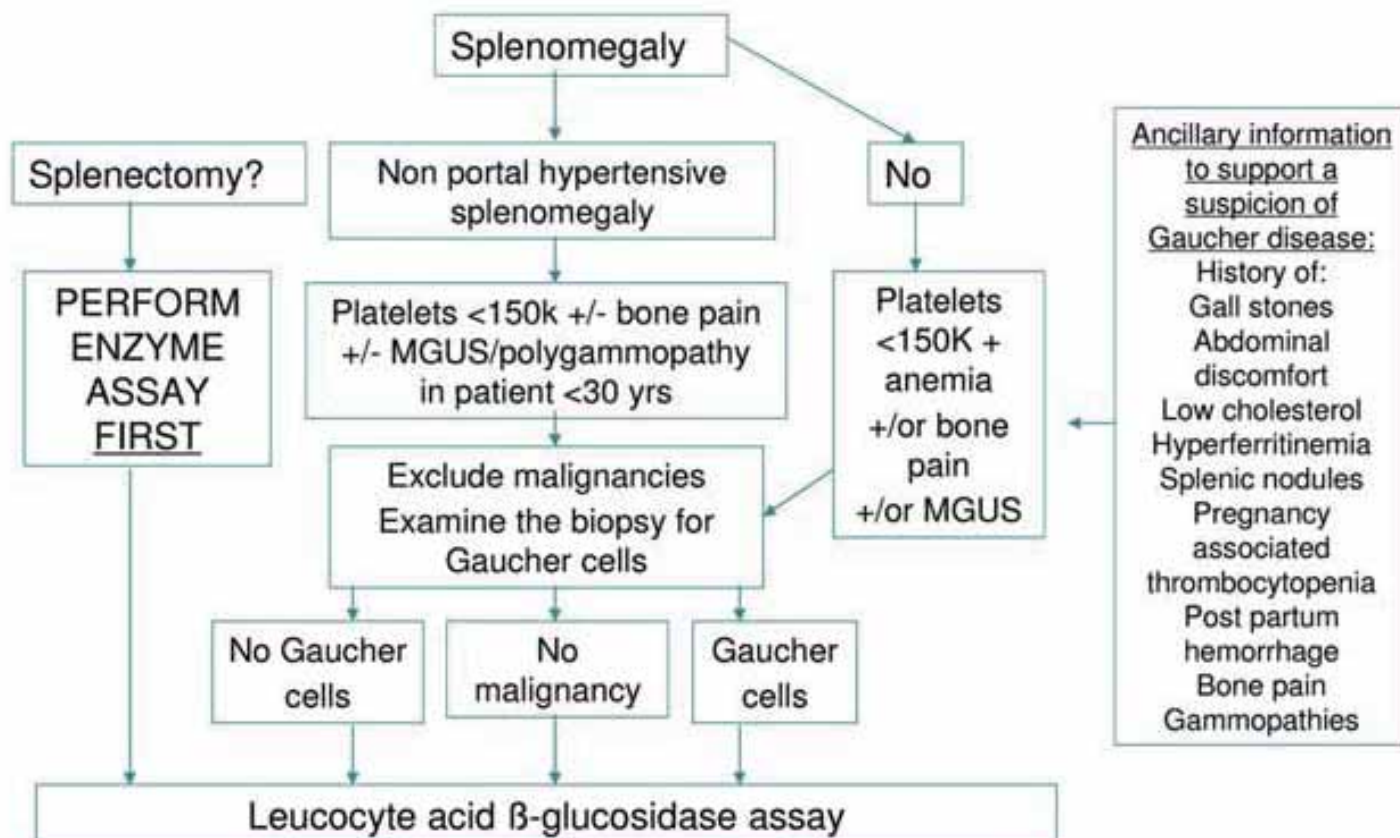 Splenomegaly
Splenectomy?
Non portal hypertensive
splenomegaly
No
PERFORM
ENZYME
ASSAY
FIRST
Platelets <150k +/- bone pain
+/- MGUS/polygammopathy
in patient <30 yrs
Platelets
<150K +
anemia
+/or bone
pain
+/or MGUS
Ancillary information
to support a
suspicion of
Gaucher disease:
History of:
Gall stones
Abdominal
discomfort
Low cholesterol
Hyperferritinemia
Splenic nodules
Pregnancy
associated
thrombocytopenia
Post partum
hemorrhage
Bone pain
Gammopathies
Exclude malignancies
Examine the biopsy for
Gaucher cells
No Gaucher
cells
No
malignancy
Gaucher
cells
Leucocyte acid ß-glucosidase assay